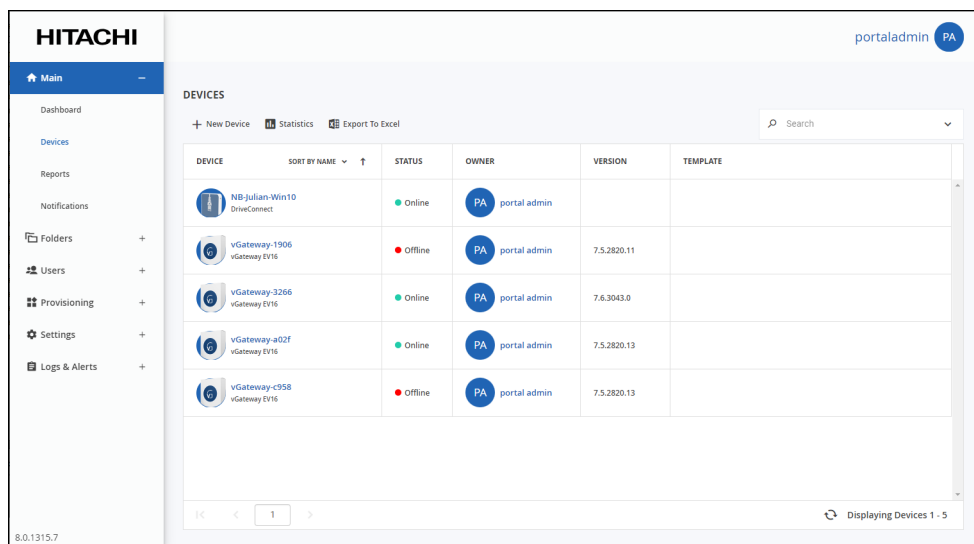 HITACHI
portaladmin PA
Main
Dashboard
Devices
Reports
Notifications
Folders
Users
Provisioning
Settings
Logs & Alerts
8.0.1315.7
DEVICES
New Device Statistics Export To Excel Search
DEVICE SORT BY NAME STATUS OWNER VERSION TEMPLATE
NB-Julian-Win10
DriveConnect
Online PA portal admin
vGateway-1906
vGateway EV16
Offline PA portal admin 7.5.2820.11
vGateway-3266
vGateway EV16
Online PA portal admin 7.6.3043.0
vGateway-a02f
vGateway EV16
Online PA portal admin 7.5.2820.13
vGateway-c958
vGateway EV16
Offline PA portal admin 7.5.2820.13
1
Displaying Devices 1 - 5